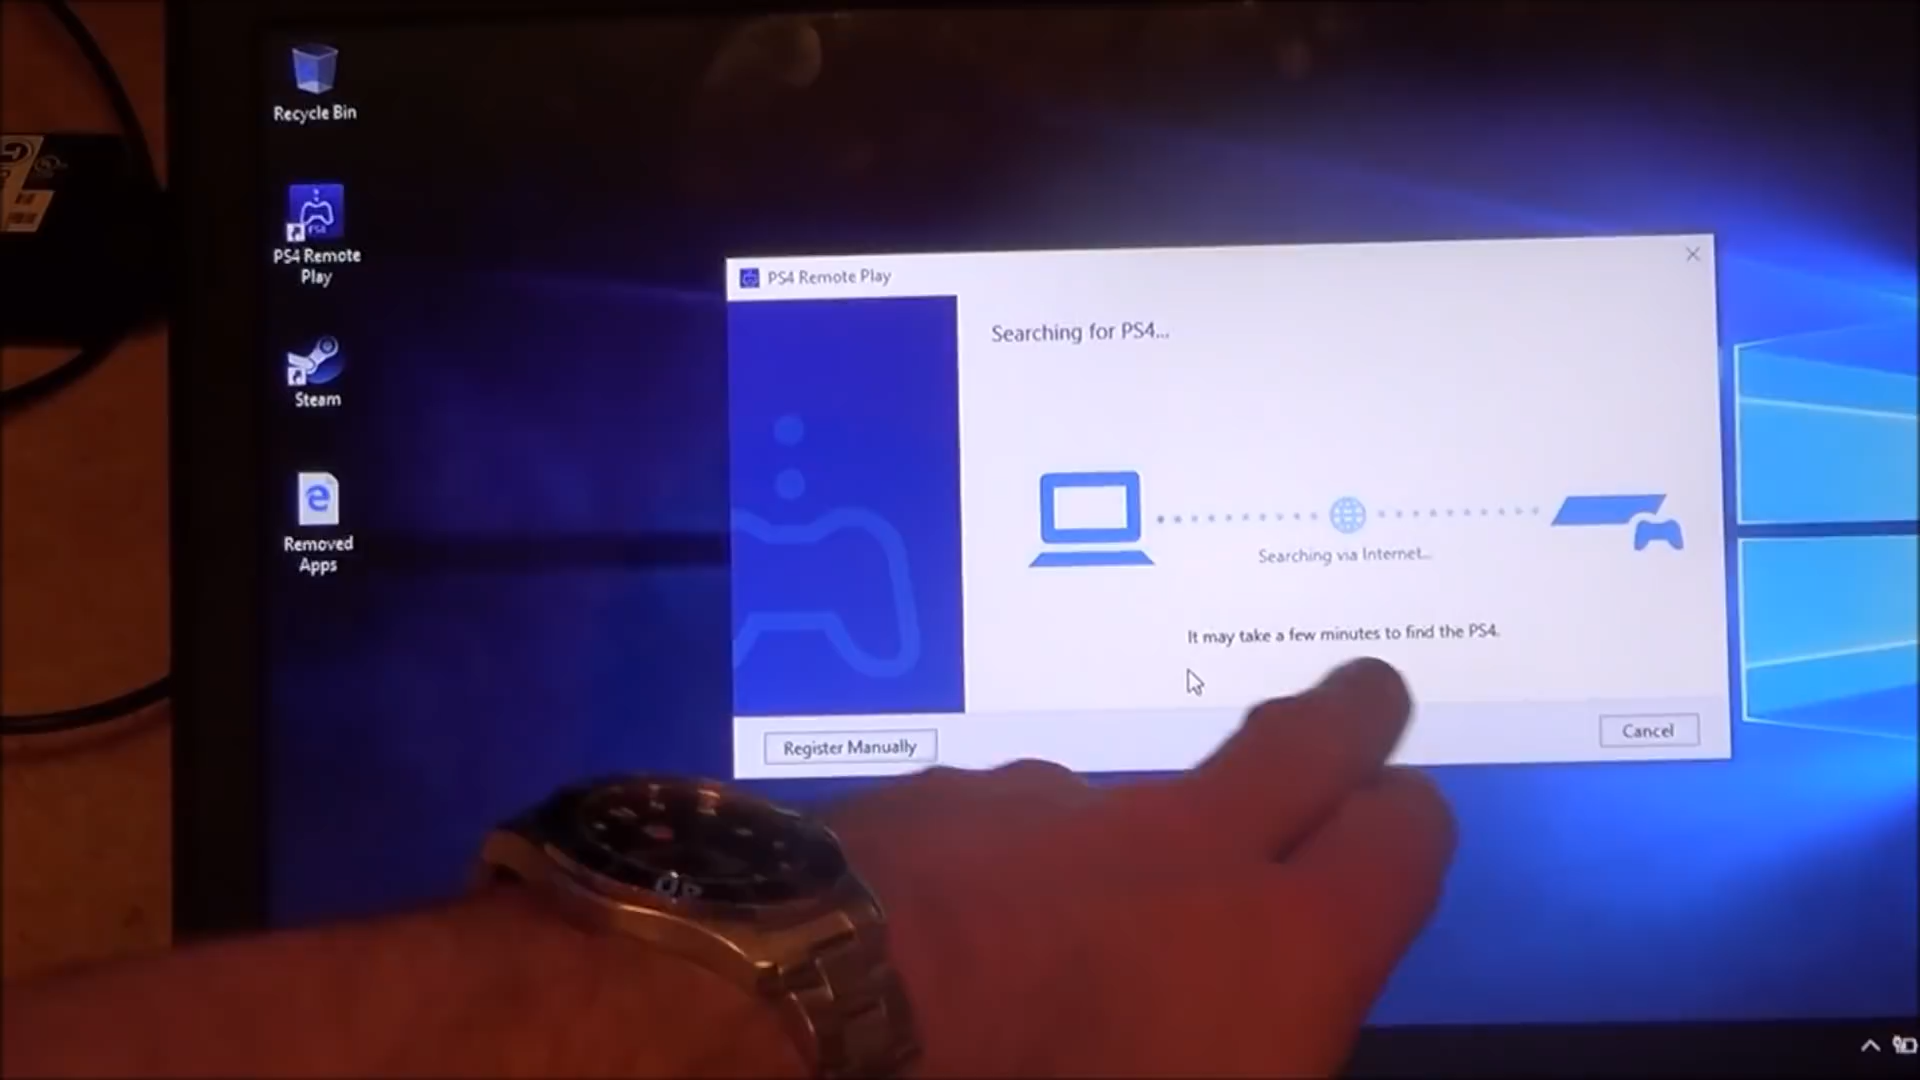 Recycle Bin
PS4 Remote
Play
Steam
Removed
Apps
PS4 Remote Play
Searching for PS4...
Searching via Internet...
It may take a few minutes to find the PS4.
Register Manually
Cancel